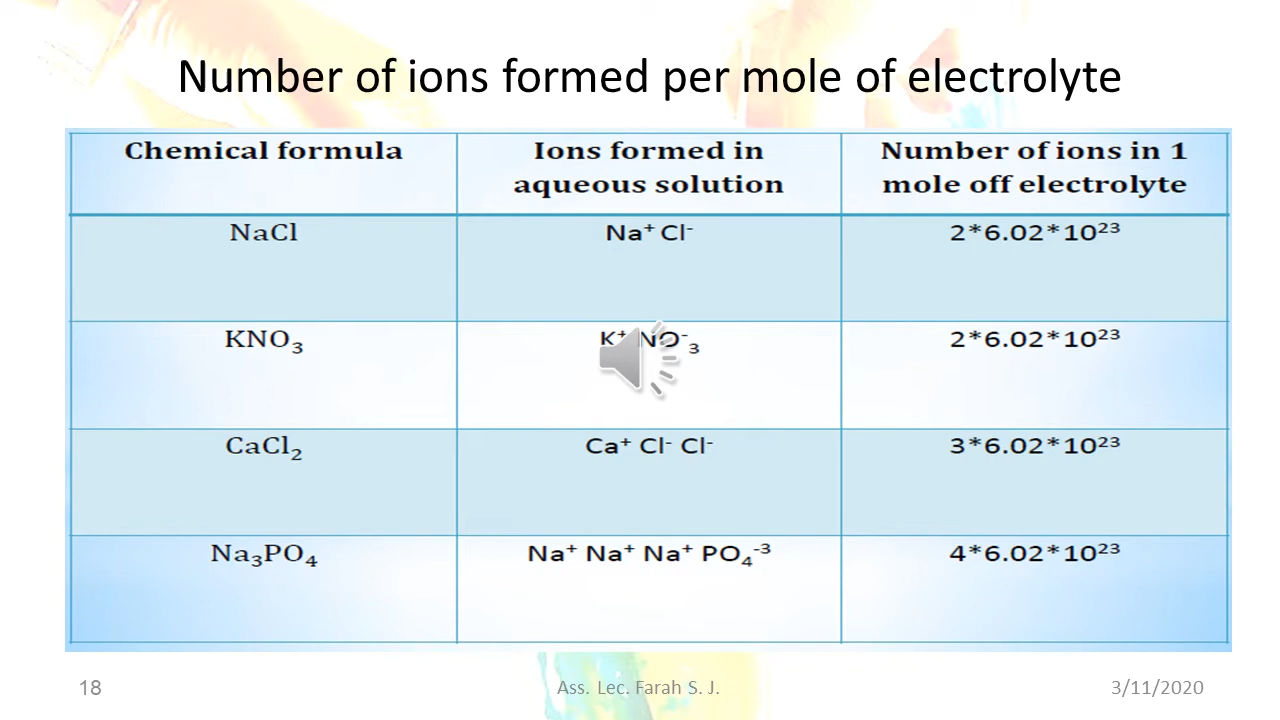 Number of ions formed per mole of electrolyte
Chemical formula
Ions formed in
aqueous solution
Number of ions in 1
mole off electrolyte
NaCl
Na⁺ Cl⁻
2*6.02*10²³
KNO₃
K⁺ NO⁻₃
2*6.02*10²³
CaCl₂
Ca⁺ Cl⁻ Cl⁻
3*6.02*10²³
Na₃PO₄
Na⁺ Na⁺ Na⁺ PO₄⁻³
4*6.02*10²³
18
Ass. Lec. Farah S. J.
3/11/2020